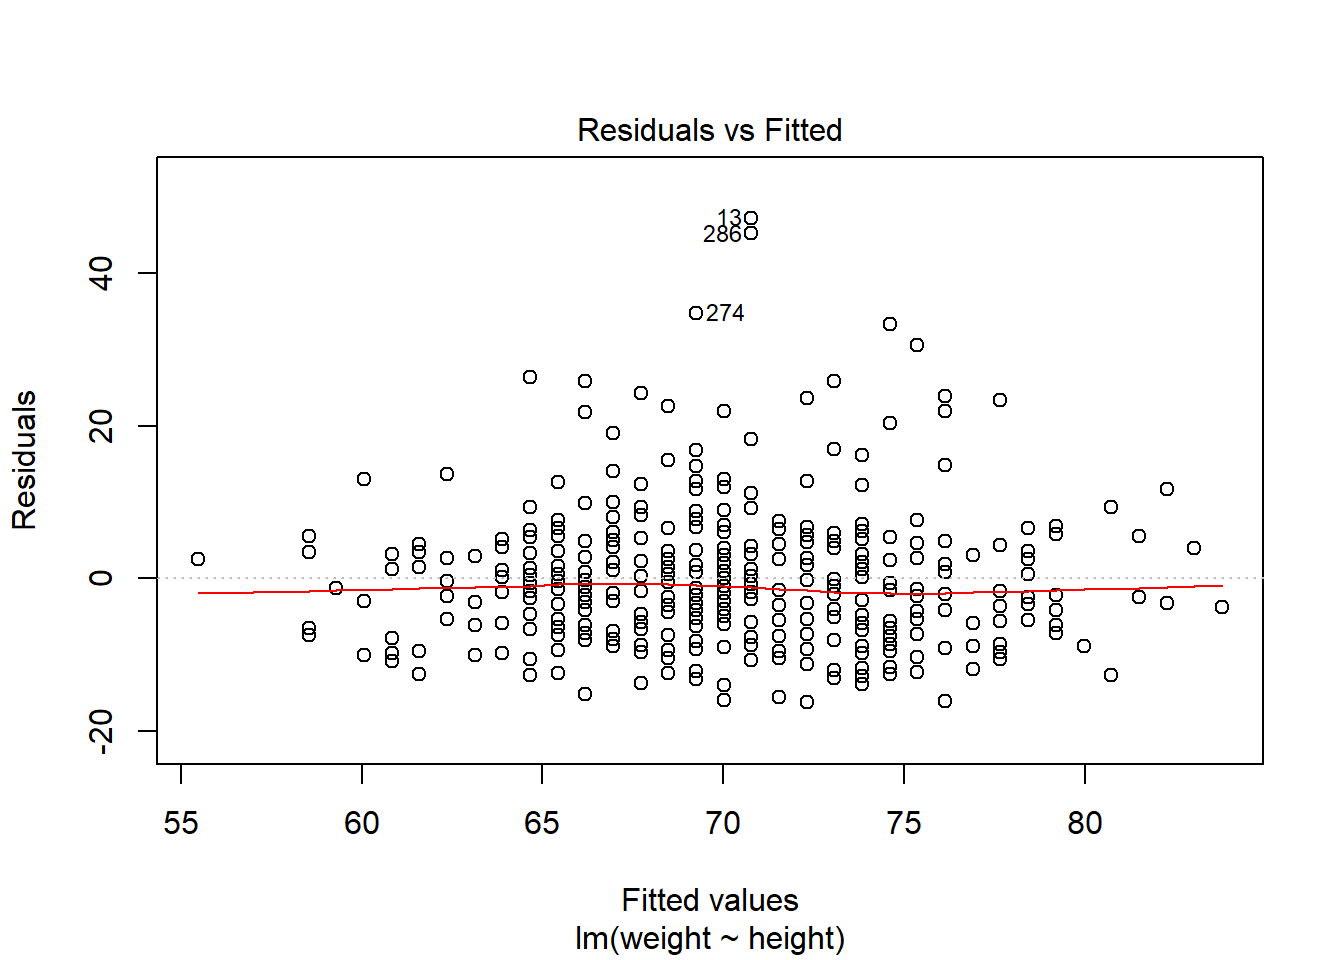 Residuals vs Fitted
13
286
274
Residuals
40
20
0
-20
55 60 65 70 75 80
Fitted values
lm(weight ~ height)